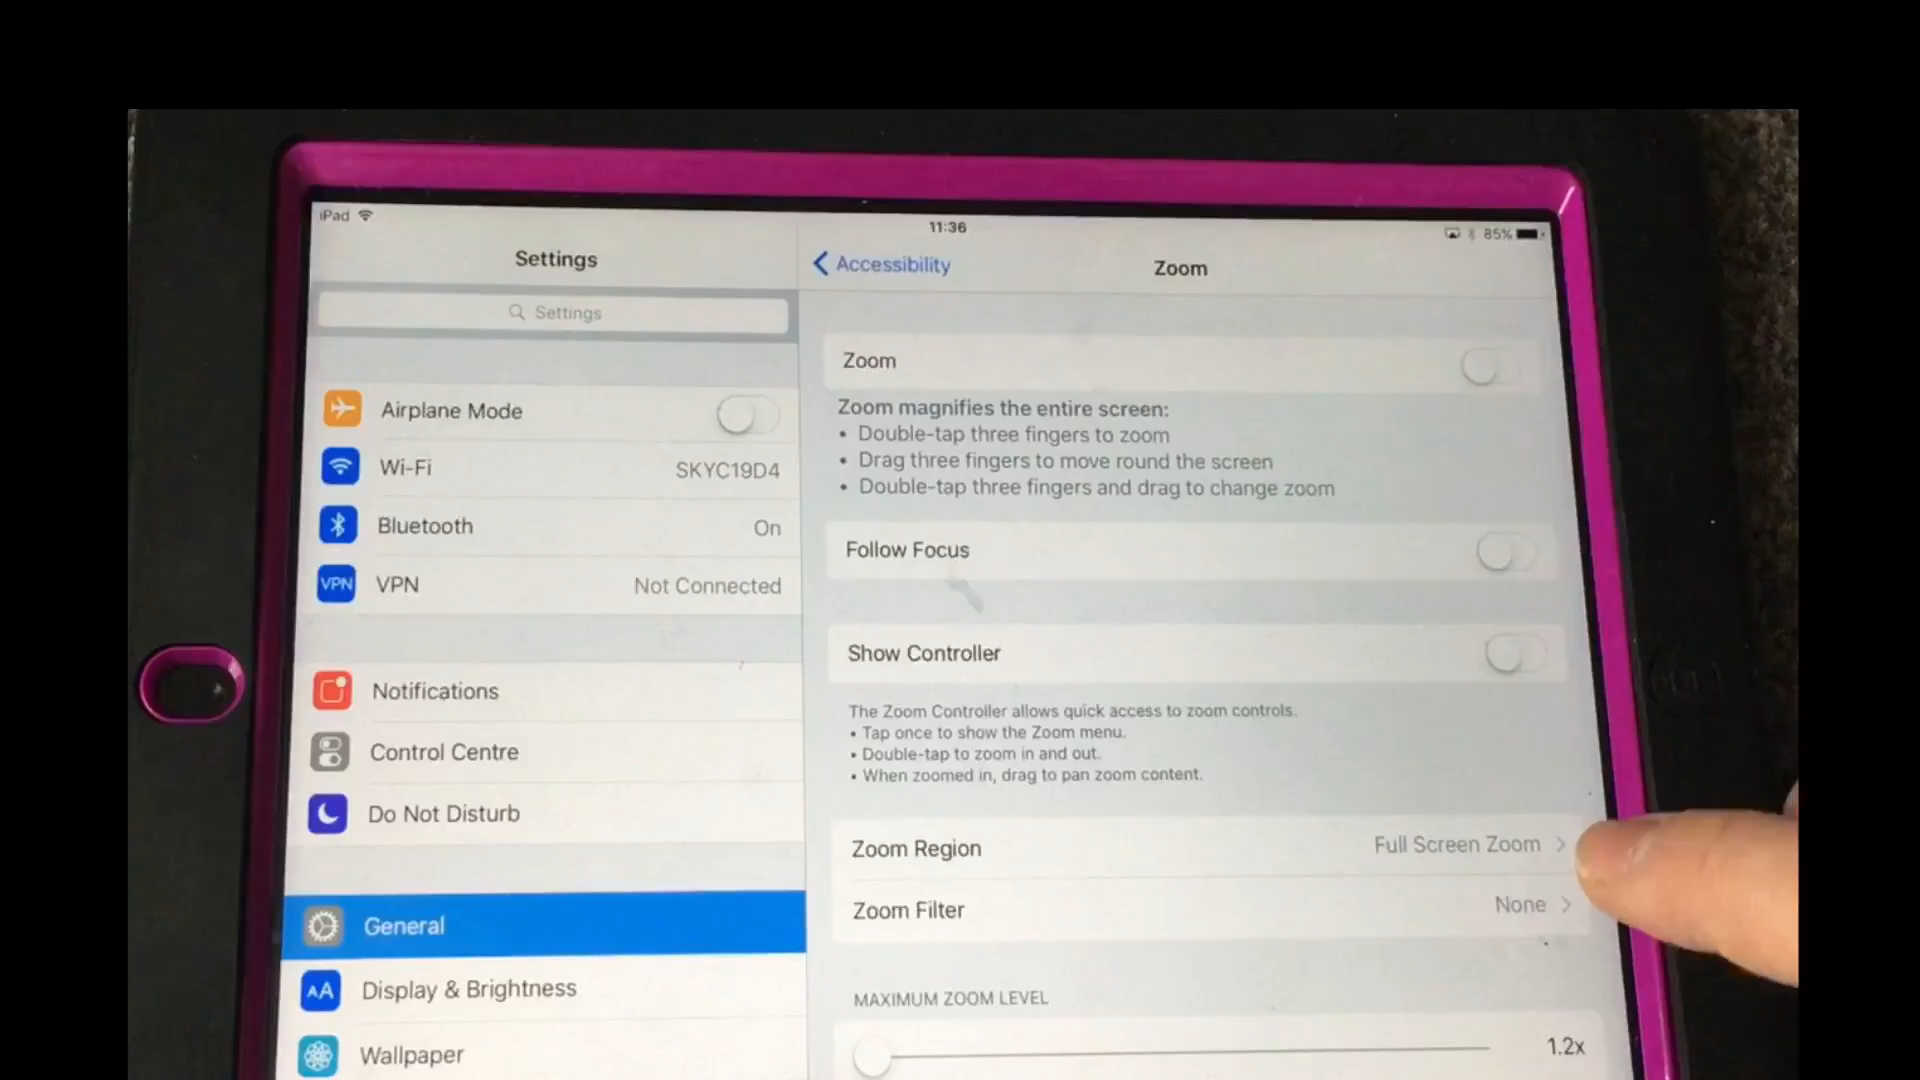 iPad
11:36
85%
Settings
Accessibility
Zoom
Settings
Airplane Mode
Wi-Fi
SKYC19D4
Bluetooth
On
VPN
VPN
Not Connected
Notifications
Control Centre
Do Not Disturb
General
AA
Display & Brightness
Wallpaper
Zoom
Zoom magnifies the entire screen:
• Double-tap three fingers to zoom
• Drag three fingers to move round the screen
• Double-tap three fingers and drag to change zoom
Follow Focus
Show Controller
The Zoom Controller allows quick access to zoom controls.
• Tap once to show the Zoom menu.
• Double-tap to zoom in and out.
• When zoomed in, drag to pan zoom content.
Zoom Region
Full Screen Zoom
Zoom Filter
None
MAXIMUM ZOOM LEVEL
1.2x